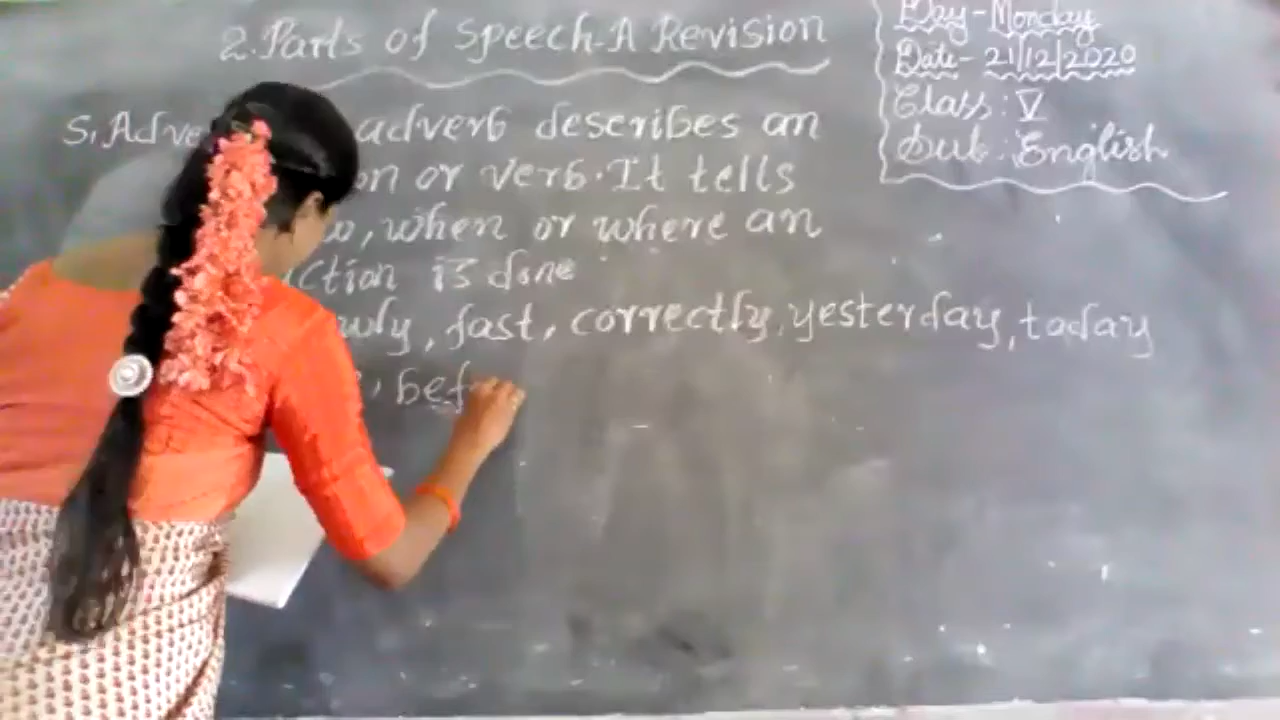 2. Parts of Speech-A Revision
Day-Monday
Date-21/12/2020
Class: V
Sub: English
5. Adve adverb describes an
on or verb. It tells
w, when or where an
ction is done
wly, fast, correctly, yesterday, today
, bef